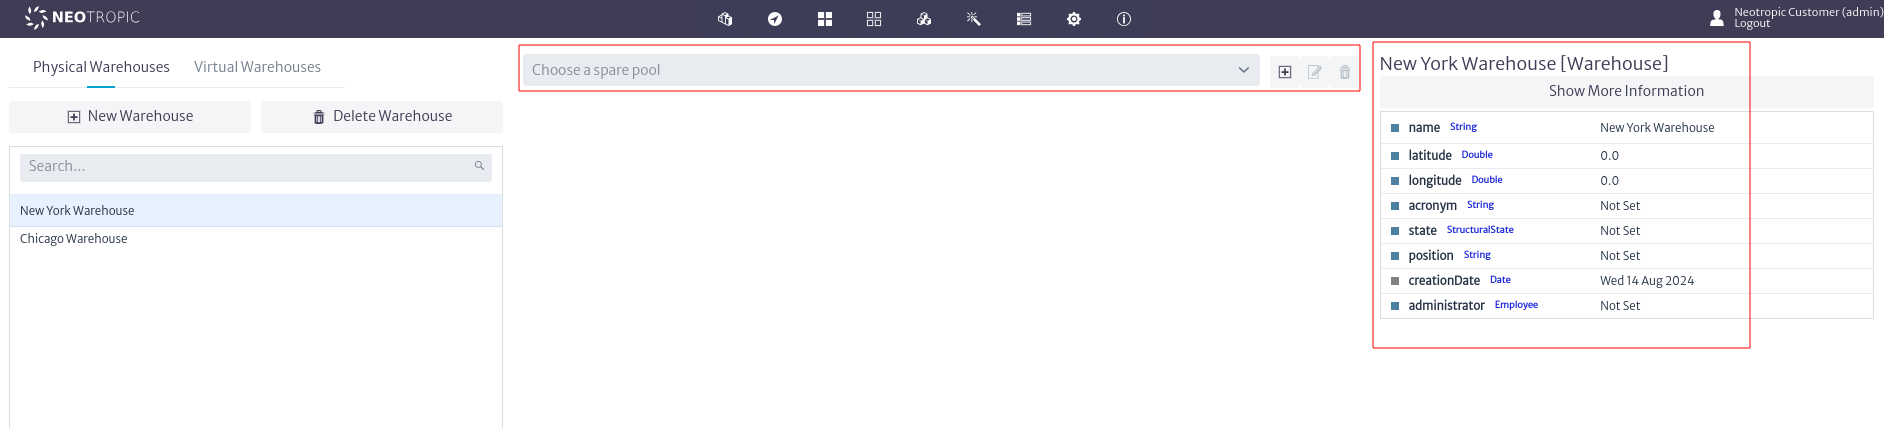 NEOTROPIC
Neotropic Customer (admin)
Logout
Physical Warehouses Virtual Warehouses
New Warehouse Delete Warehouse
Search...
New York Warehouse
Chicago Warehouse
Choose a spare pool
New York Warehouse [Warehouse]
Show More Information
name String New York Warehouse
latitude Double 0.0
longitude Double 0.0
acronym String Not Set
state StructuralState Not Set
position String Not Set
creationDate Date Wed 14 Aug 2024
administrator Employee Not Set